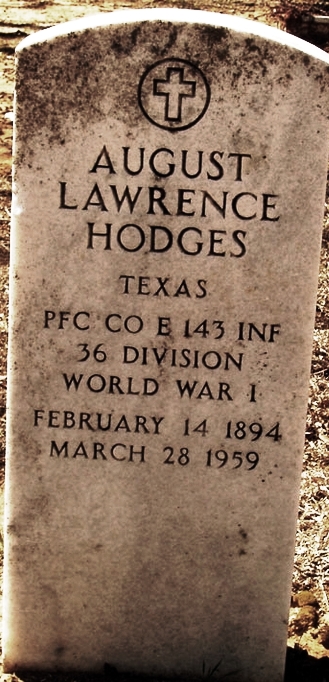 AUGUST
LAWRENCE
HODGES
TEXAS
PFC CO E 143 INF
36 DIVISION
WORLD WAR I
FEBRUARY 14 1894
MARCH 28 1959